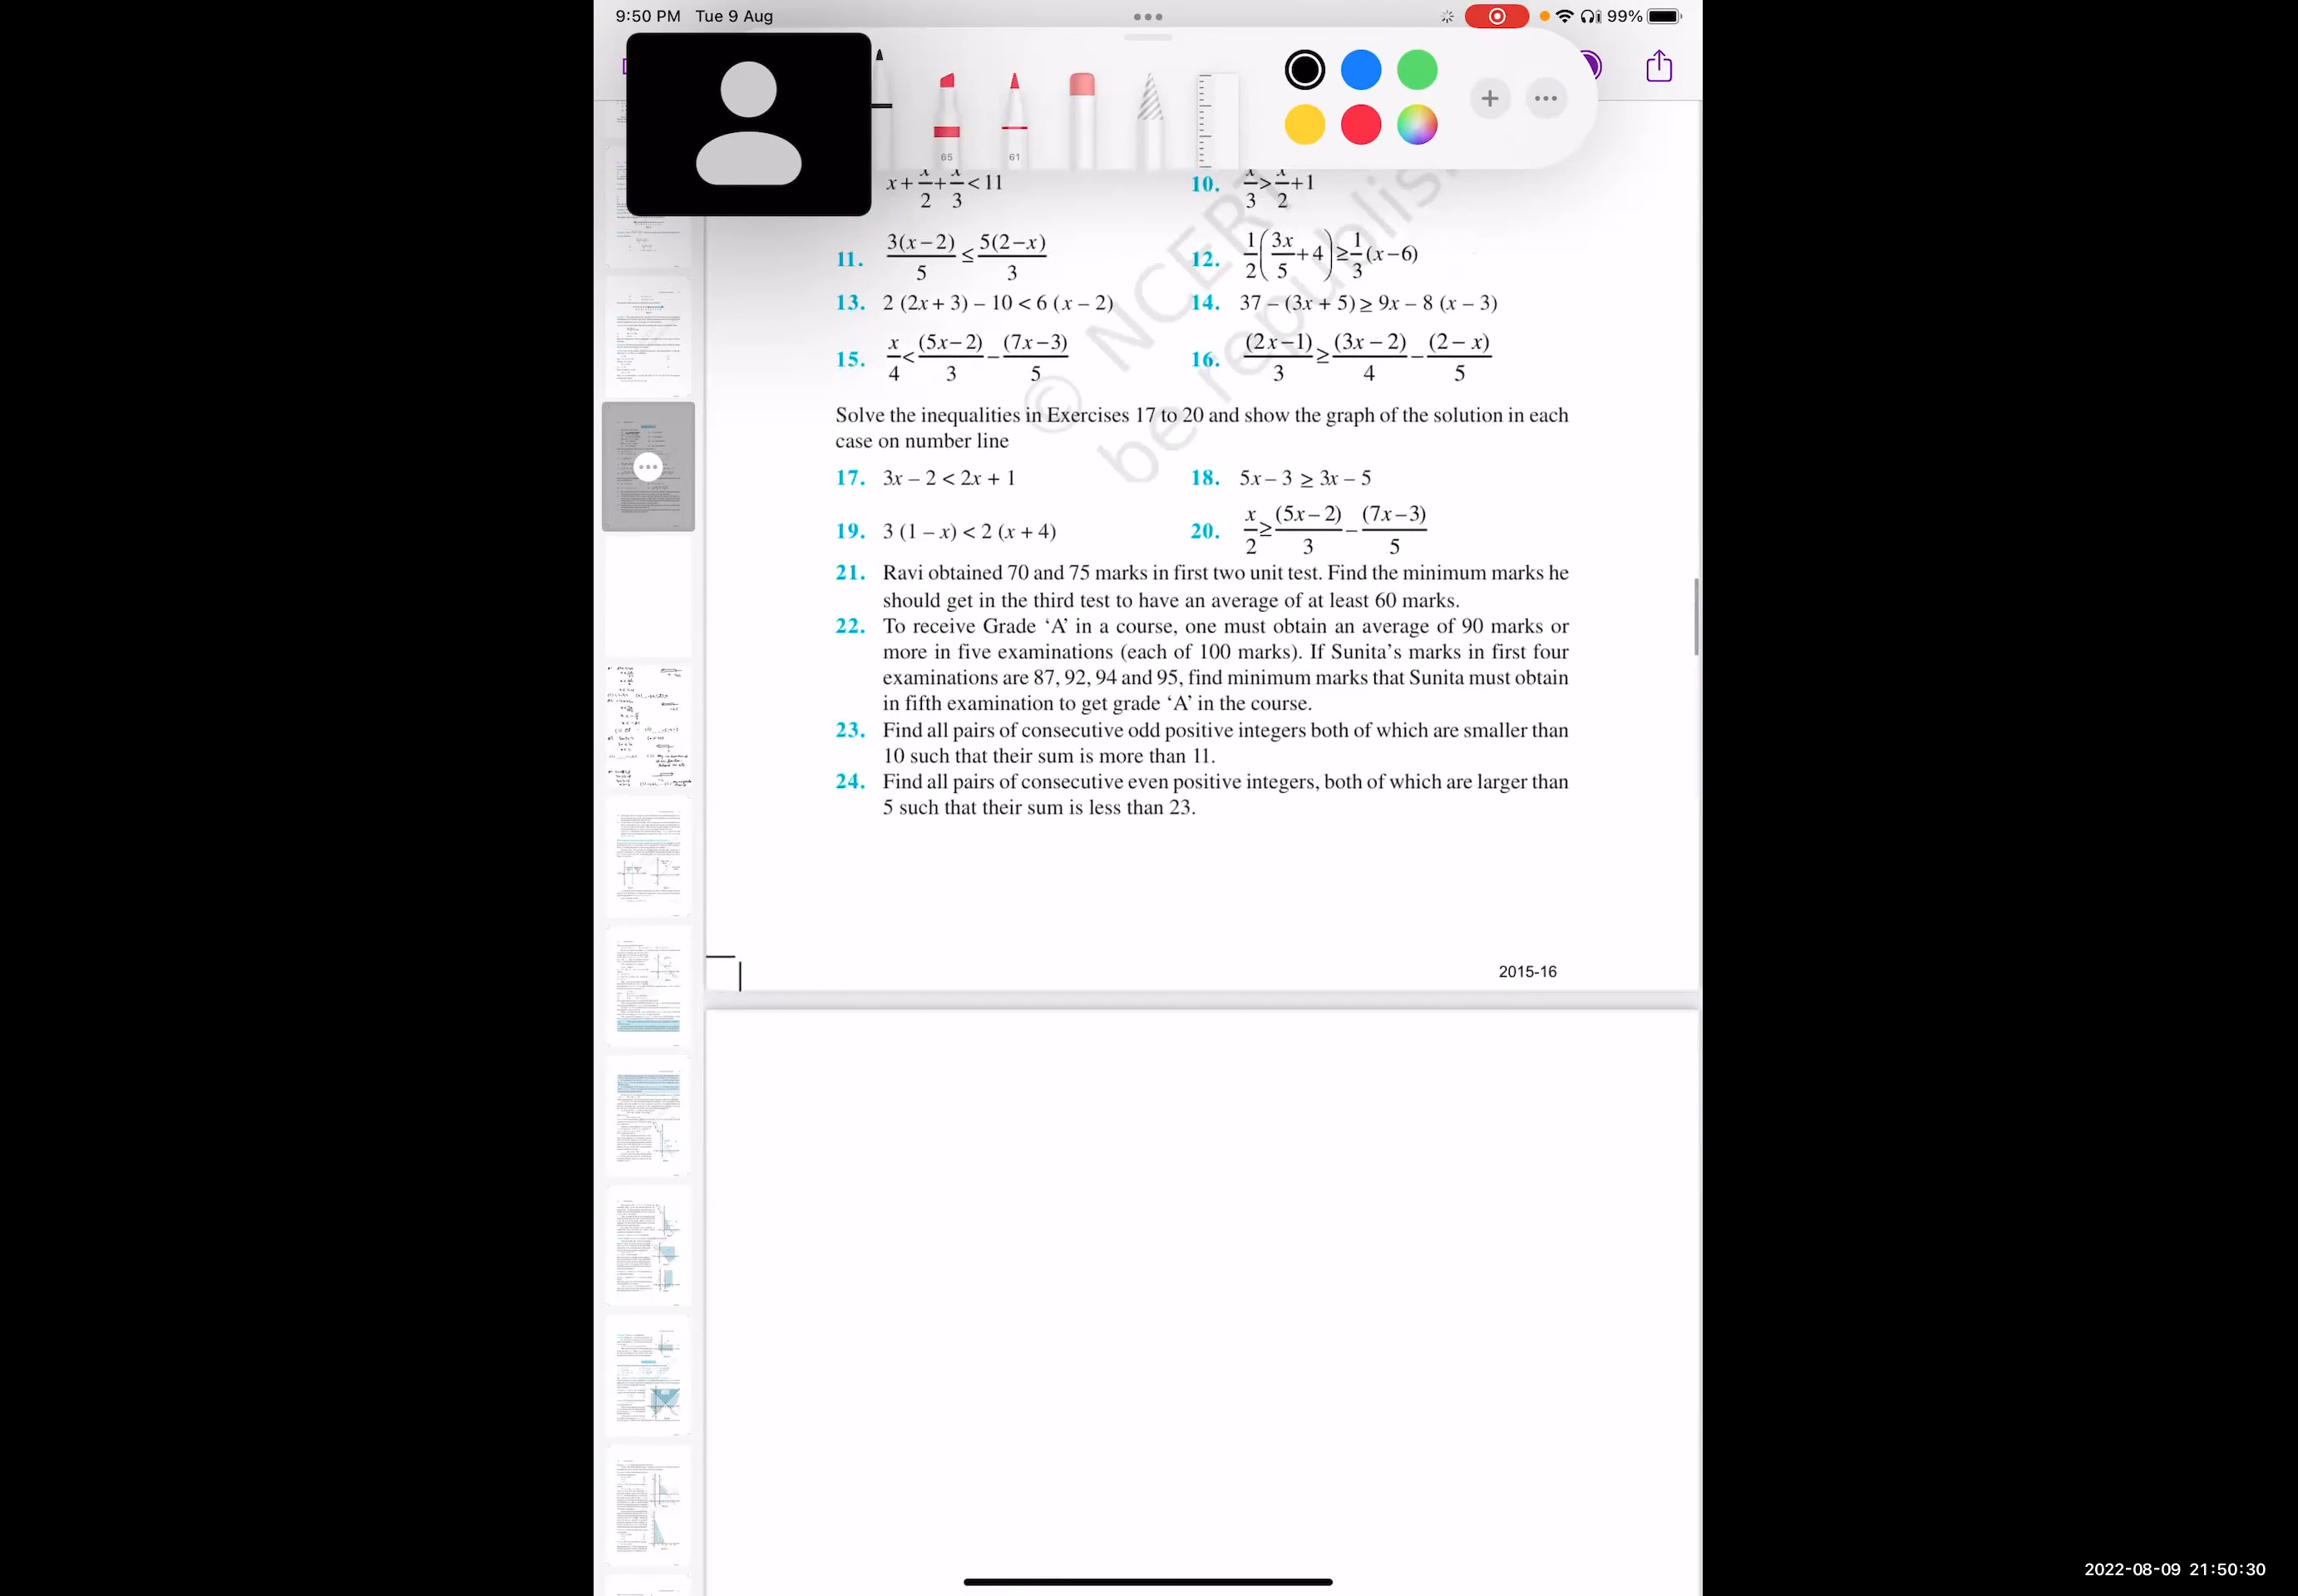 9:50 PM Tue 9 Aug
99%
65
61
x + x/2 + x/3 < 11
10. x/3 > x/2 + 1
11. 3(x – 2)/5 ≤ 5(2 – x)/3
12. 1/2 (3x/5 + 4) ≥ 1/3 (x – 6)
13. 2 (2x + 3) – 10 < 6 (x – 2)
14. 37 – (3x + 5) ≥ 9x – 8 (x – 3)
15. x/4 < (5x – 2)/3 – (7x – 3)/5
16. (2x – 1)/3 ≥ (3x – 2)/4 – (2 – x)/5
Solve the inequalities in Exercises 17 to 20 and show the graph of the solution in each
case on number line
17. 3x – 2 < 2x + 1
18. 5x – 3 ≥ 3x – 5
19. 3 (1 – x) < 2 (x + 4)
20. x/2 ≥ (5x – 2)/3 – (7x – 3)/5
21. Ravi obtained 70 and 75 marks in first two unit test. Find the minimum marks he
should get in the third test to have an average of at least 60 marks.
22. To receive Grade ‘A’ in a course, one must obtain an average of 90 marks or
more in five examinations (each of 100 marks). If Sunita’s marks in first four
examinations are 87, 92, 94 and 95, find minimum marks that Sunita must obtain
in fifth examination to get grade ‘A’ in the course.
23. Find all pairs of consecutive odd positive integers both of which are smaller than
10 such that their sum is more than 11.
24. Find all pairs of consecutive even positive integers, both of which are larger than
5 such that their sum is less than 23.
© NCERT
be republis
2015-16
2022-08-09 21:50:30